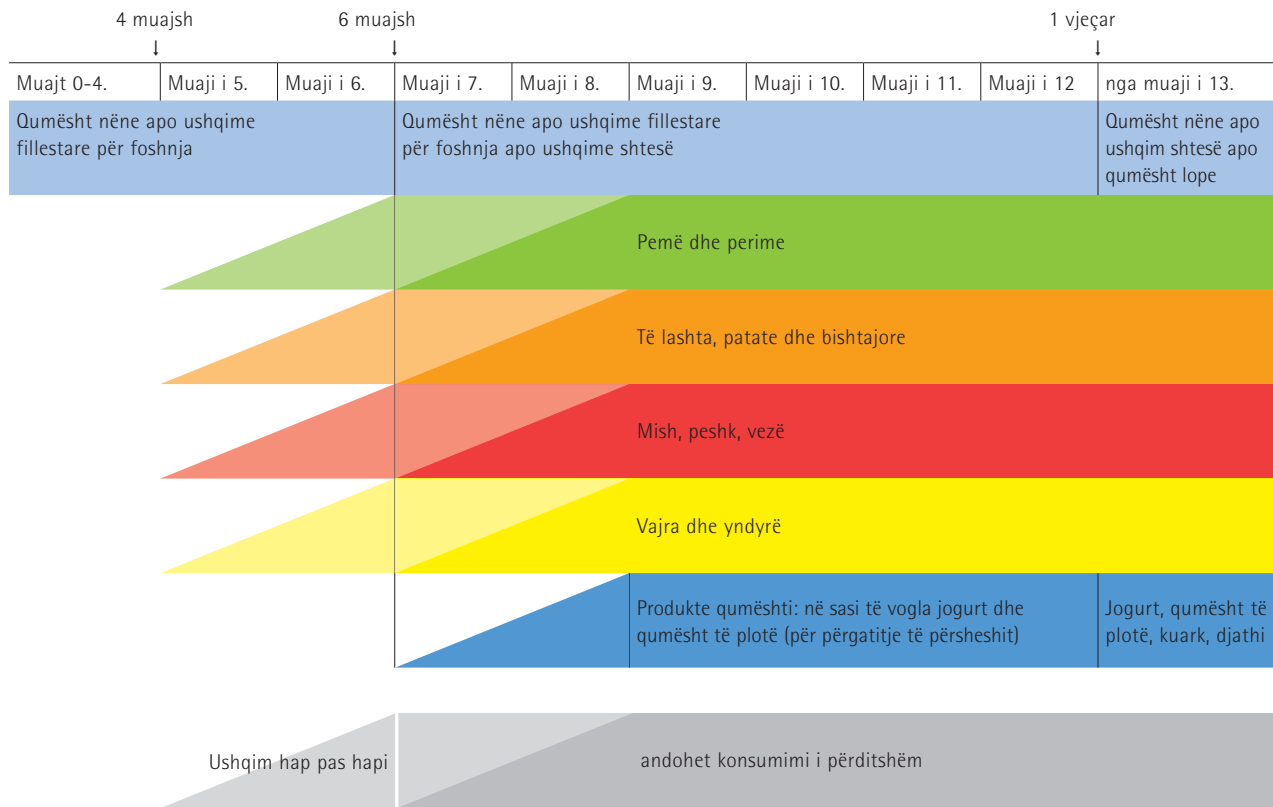 4 muajsh
6 muajsh
1 vjeçar
Muajt 0-4.
Muaji i 5.
Muaji i 6.
Muaji i 7.
Muaji i 8.
Muaji i 9.
Muaji i 10.
Muaji i 11.
Muaji i 12
nga muaji i 13.
Qumësht nëne apo ushqime
fillestare për foshnja
Qumësht nëne apo ushqime fillestare
për foshnja apo ushqime shtesë
Qumësht nëne apo
ushqim shtesë apo
qumësht lope
Pemë dhe perime
Të lashta, patate dhe bishtajore
Mish, peshk, vezë
Vajra dhe yndyrë
Produkte qumështi: në sasi të vogla jogurt dhe
qumësht të plotë (për përgatitje të përsheshit)
Jogurt, qumësht të
plotë, kuark, djathi
Ushqim hap pas hapi
andohet konsumimi i përditshëm